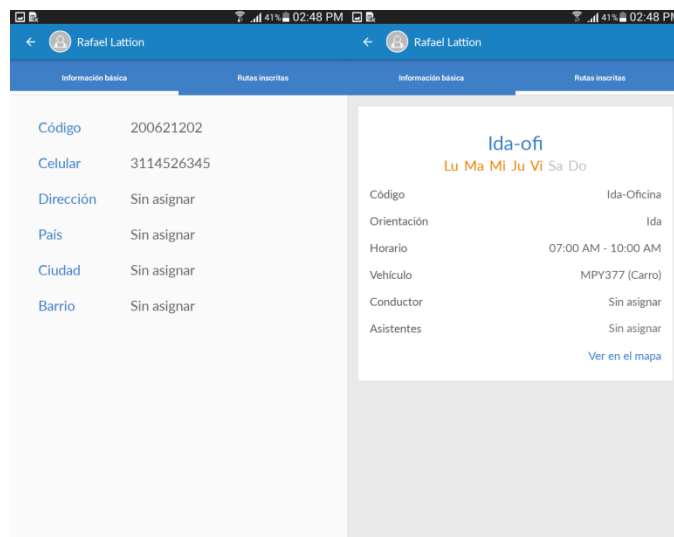 41% 02:48 PM
Rafael Lattion
Información básica Rutas inscritas
Código 200621202
Celular 3114526345
Dirección Sin asignar
País Sin asignar
Ciudad Sin asignar
Barrio Sin asignar
41% 02:48 PM
Rafael Lattion
Información básica Rutas inscritas
Ida-ofi
Lu Ma Mi Ju Vi Sa Do
Código Ida-Oficina
Orientación Ida
Horario 07:00 AM - 10:00 AM
Vehículo MPY377 (Carro)
Conductor Sin asignar
Asistentes Sin asignar
Ver en el mapa